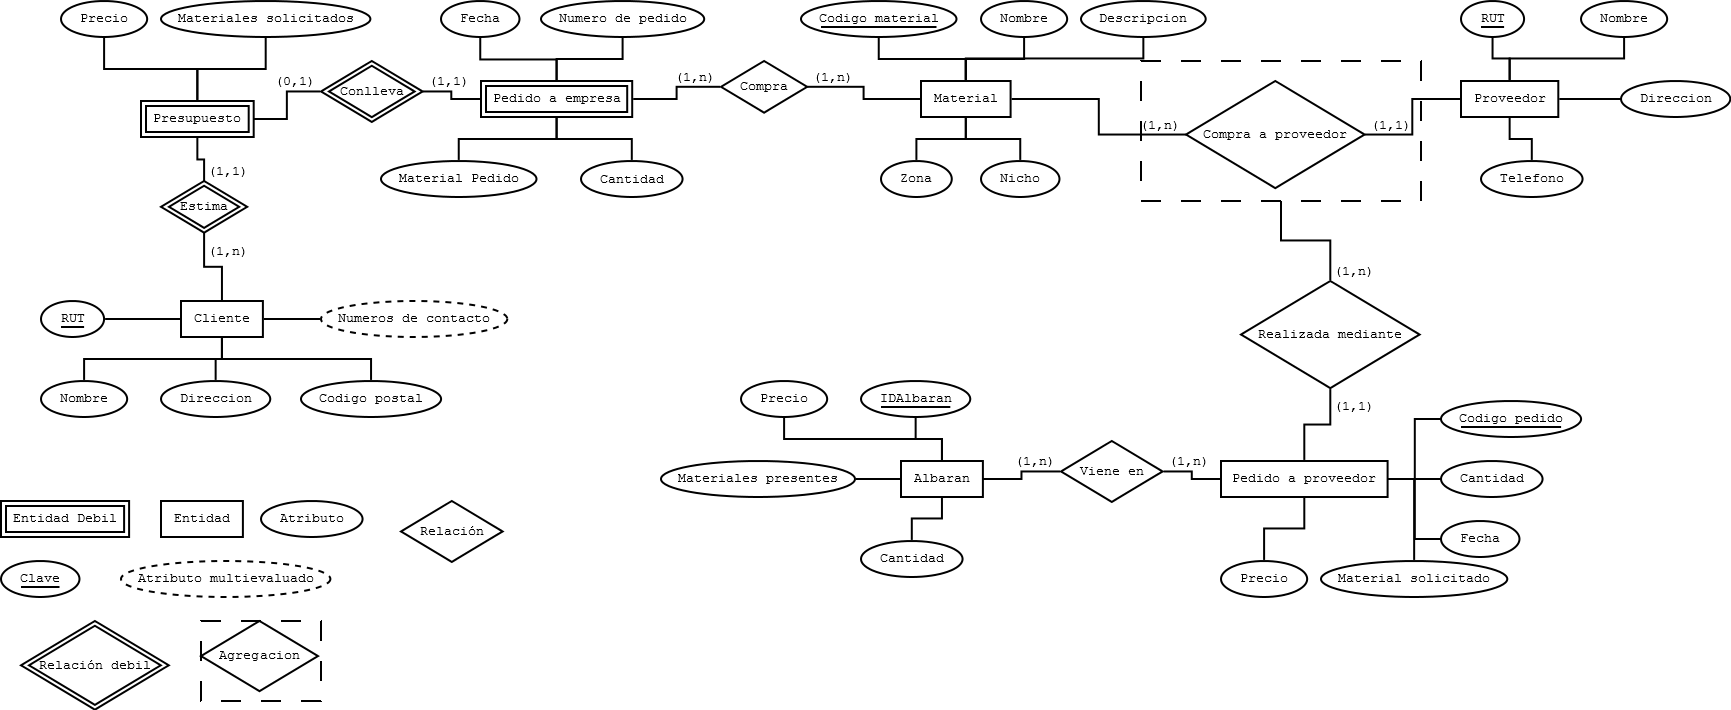 Precio
Materiales solicitados
Fecha
Numero de pedido
Codigo material
Nombre
Descripcion
RUT
Nombre
(0,1)
Conlleva
(1,1)
Pedido a empresa
(1,n)
Compra
(1,n)
Material
Proveedor
Direccion
Presupuesto
(1,n)
Compra a proveedor
(1,1)
(1,1)
Material Pedido
Cantidad
Zona
Nicho
Telefono
Estima
(1,n)
(1,n)
RUT
Cliente
Numeros de contacto
Realizada mediante
Nombre
Direccion
Codigo postal
Precio
IDAlbaran
(1,1)
Codigo pedido
(1,n)
(1,n)
Materiales presentes
Albaran
Viene en
Pedido a proveedor
Cantidad
Entidad Debil
Entidad
Atributo
Relación
Fecha
Cantidad
Clave
Atributo multievaluado
Precio
Material solicitado
Relación debil
Agregacion